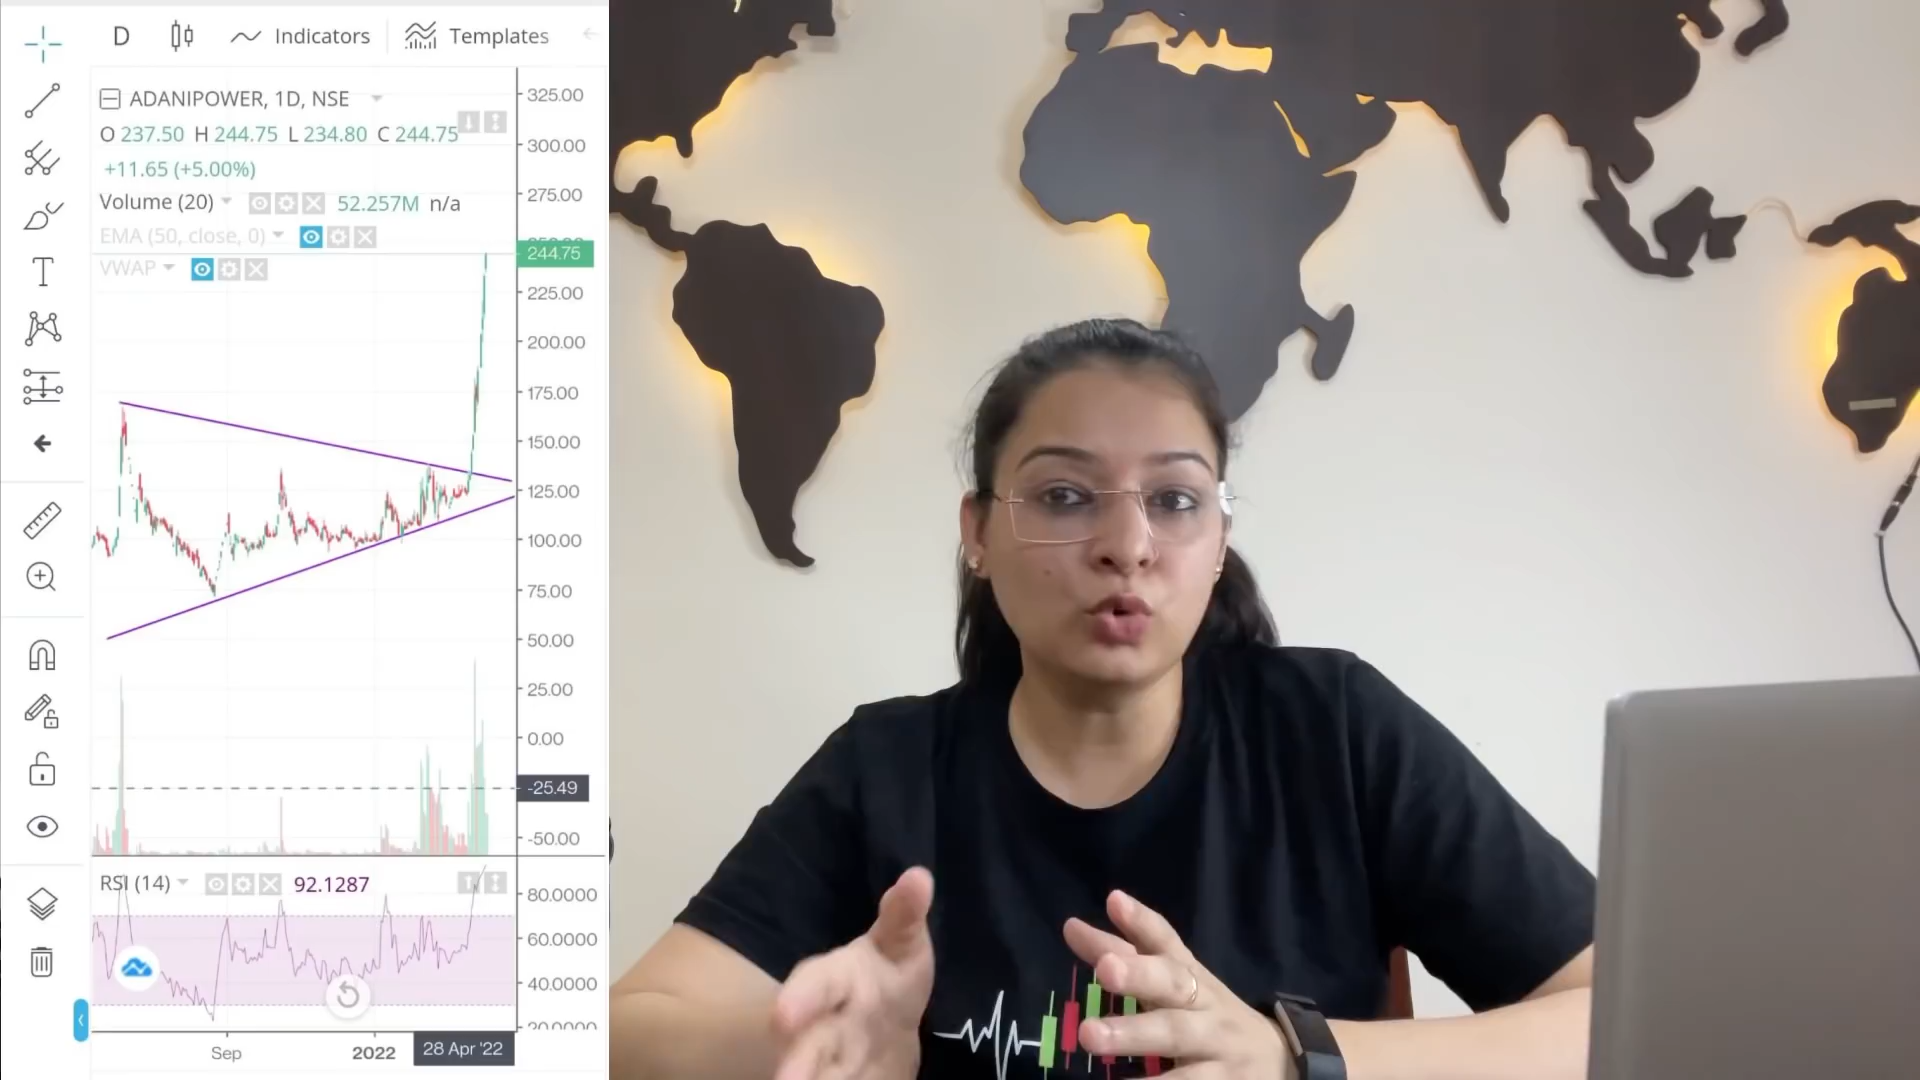 D Indicators Templates
ADANIPOWER, 1D, NSE
O 237.50 H 244.75 L 234.80 C 244.75
+11.65 (+5.00%)
Volume (20) 52.257M n/a
EMA (50, close, 0)
VWAP
325.00
300.00
275.00
244.75
225.00
200.00
175.00
150.00
125.00
100.00
75.00
50.00
25.00
0.00
-25.49
-50.00
RSI (14) 92.1287
80.0000
60.0000
40.0000
20.0000
Sep 2022 28 Apr '22